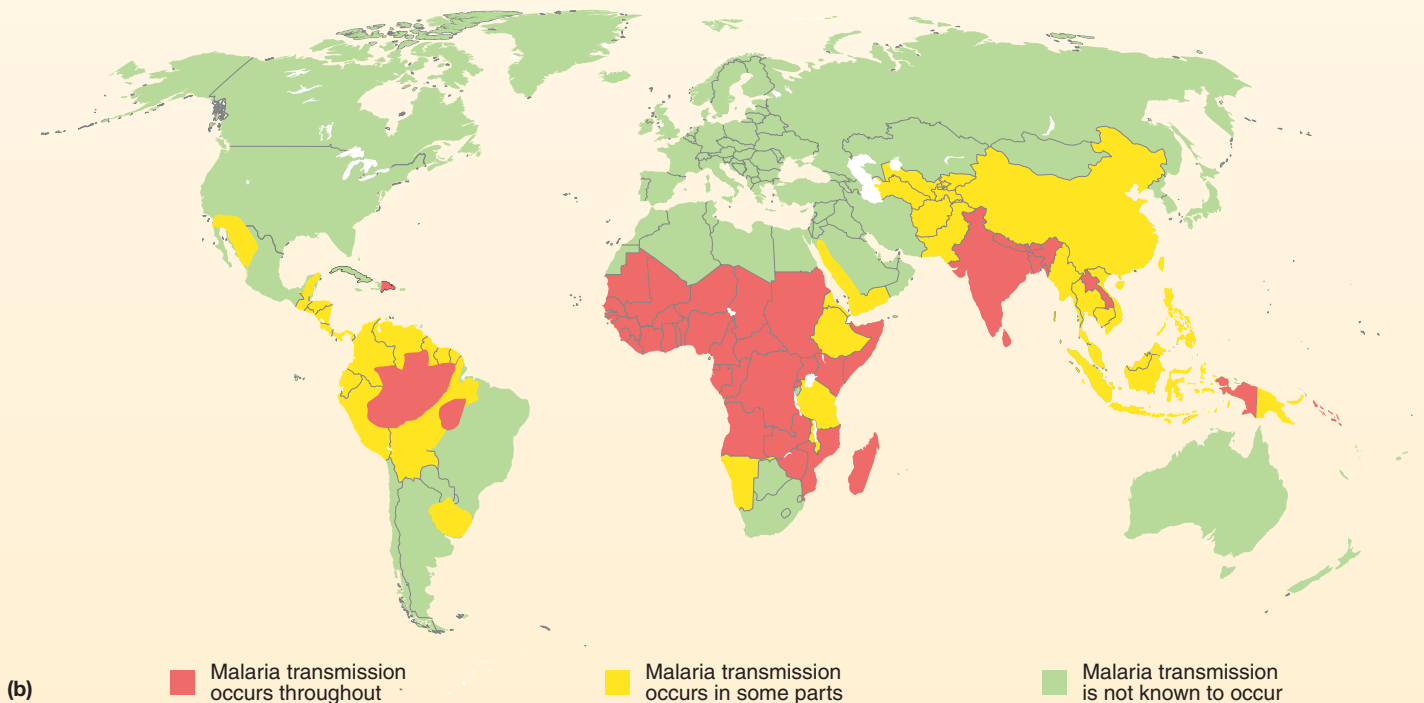 (b)
Malaria transmission
occurs throughout
Malaria transmission
occurs in some parts
Malaria transmission
is not known to occur